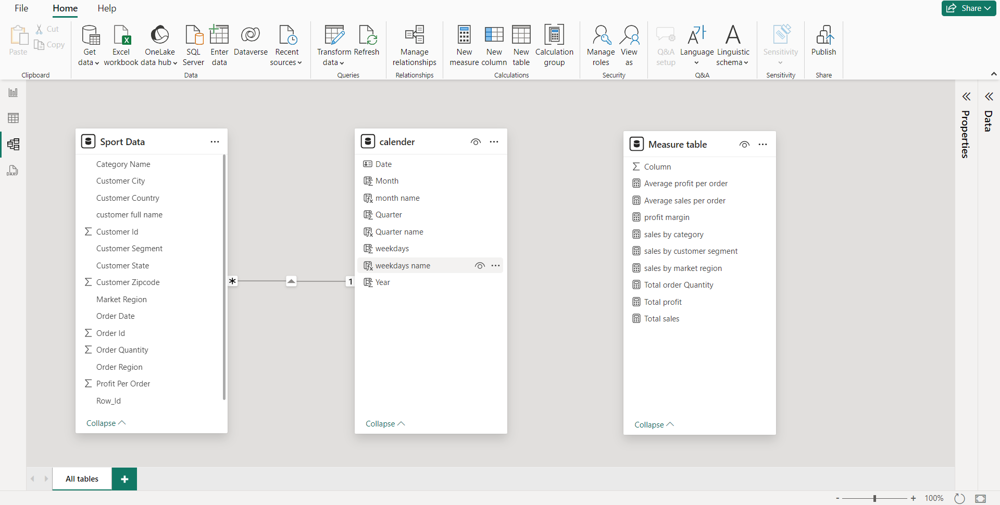 File Home Help
Share
Paste
Cut
Copy
Clipboard
Get data
Excel workbook
OneLake data hub
SQL Server
Enter data
Dataverse
Recent sources
Data
Transform data
Refresh
Queries
Manage relationships
Relationships
New measure
New column
New table
Calculation group
Calculations
Manage roles
View as
Security
Q&A setup
Language
Linguistic schema
Q&A
Sensitivity
Sensitivity
Publish
Share
DAX
Sport Data
Category Name
Customer City
Customer Country
customer full name
Customer Id
Customer Segment
Customer State
Customer Zipcode
Market Region
Order Date
Order Id
Order Quantity
Order Region
Profit Per Order
Row_Id
Collapse
*
1
calender
Date
Month
month name
Quarter
Quarter name
weekdays
weekdays name
Year
Collapse
Measure table
Column
Average profit per order
Average sales per order
profit margin
sales by category
sales by customer segment
sales by market region
Total order Quantity
Total profit
Total sales
Collapse
Properties
Data
All tables
+
- + 100%